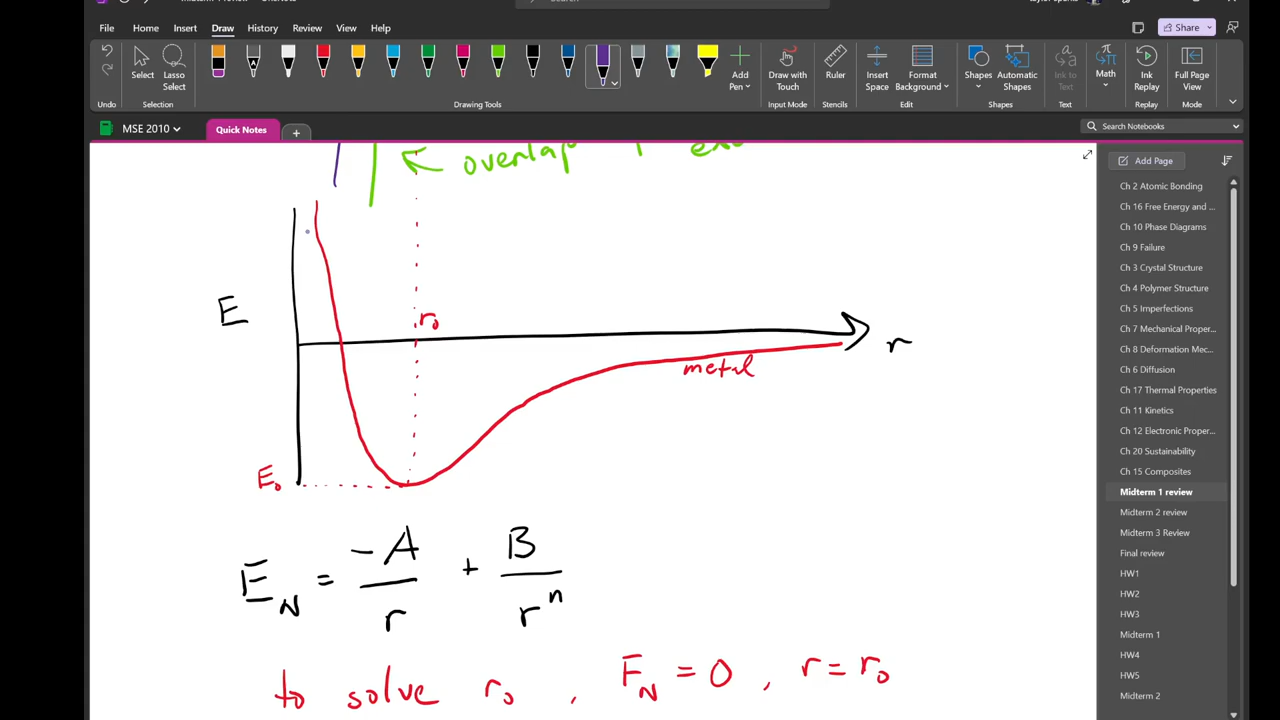 File Home Insert Draw History Review View Help Share
Select
Lasso Select
Add Pen
Draw with Touch
Ruler
Insert Space
Format Background
Shapes
Automatic Shapes
Ink to Text
Math
Ink Replay
Full Page View
Undo Selection Drawing Tools Input Mode Stencils Edit Shapes Text Math Replay Mode
MSE 2010 Quick Notes + Search Notebooks
Add Page
Ch 2 Atomic Bonding
Ch 16 Free Energy and ...
Ch 10 Phase Diagrams
Ch 9 Failure
Ch 3 Crystal Structure
Ch 4 Polymer Structure
Ch 5 Imperfections
Ch 7 Mechanical Proper...
Ch 8 Deformation Mec...
Ch 6 Diffusion
Ch 17 Thermal Properties
Ch 11 Kinetics
Ch 12 Electronic Proper...
Ch 20 Sustainability
Ch 15 Composites
Midterm 1 review
Midterm 2 review
Midterm 3 Review
Final review
HW1
HW2
HW3
Midterm 1
HW4
HW5
Midterm 2
overlap
E
r₀
r
metal
E₀
E_N = -A/r + B/r^n
to solve r₀ , F_N = 0 , r = r₀